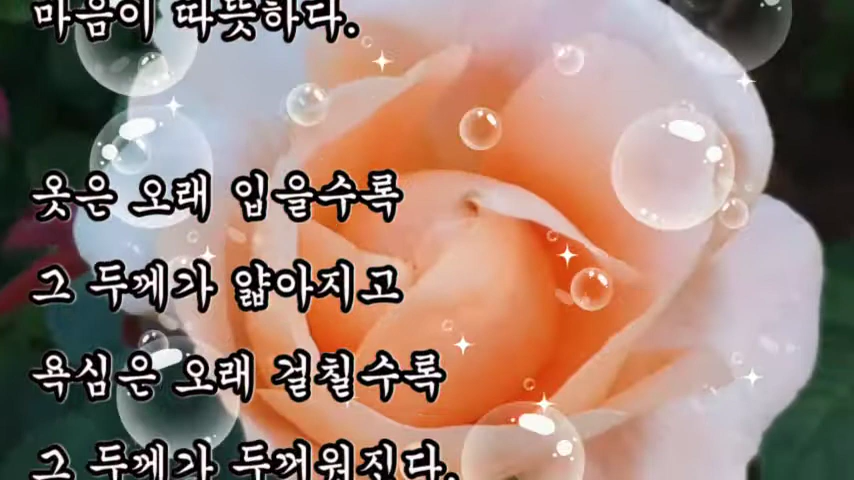 마음이 따뜻하다.
옷은 오래 입을수록
그 두께가 얇아지고
욕심은 오래 걸칠수록
그 두께가 두꺼워진다.